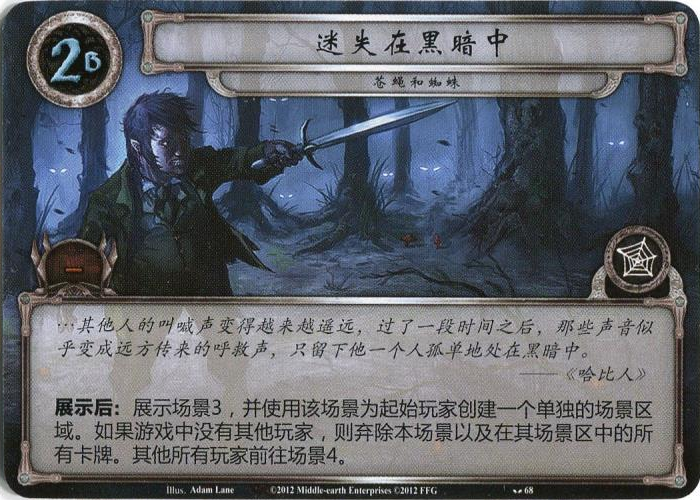 2B
迷失在黑暗中
苍蝇和蜘蛛
…其他人的叫喊声变得越来越遥远，过了一段时间之后，那些声音似
乎变成远方传来的呼救声，只留下他一个人孤单地处在黑暗中。
——《哈比人》
展示后：展示场景3，并使用该场景为起始玩家创建一个单独的场景区
域。如果游戏中没有其他玩家，则弃除本场景以及在其场景区中的所
有卡牌。其他所有玩家前往场景4。
Illus. Adam Lane ©2012 Middle-earth Enterprises ©2012 FFG 68